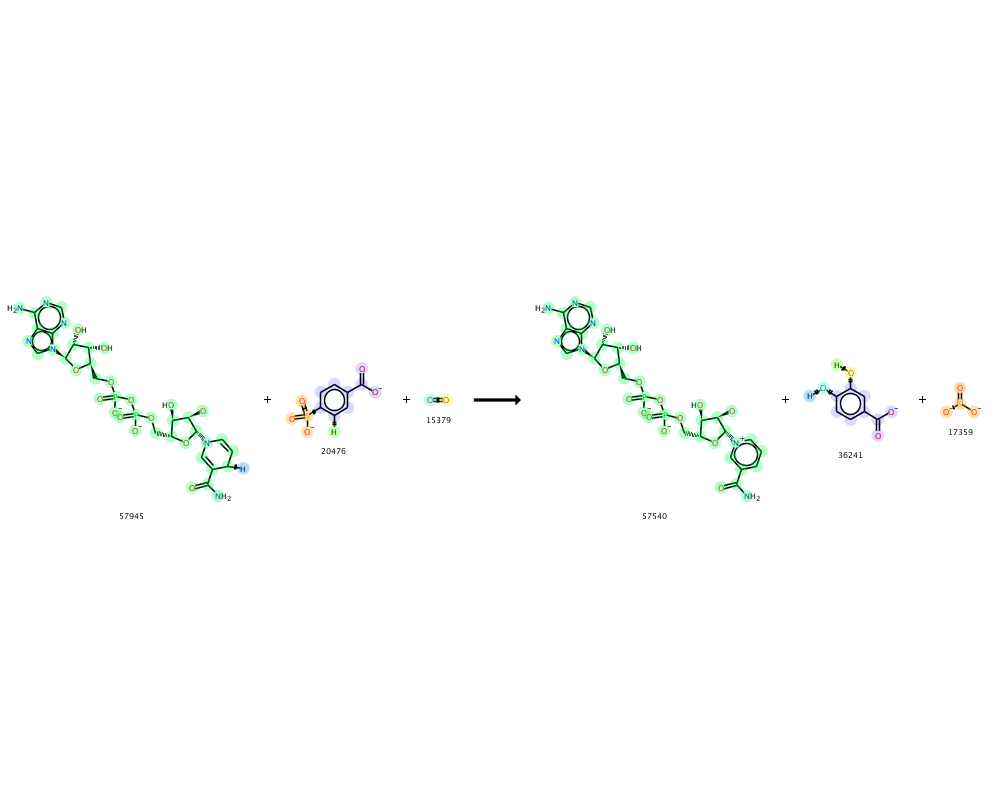 H₂N N N N N OH OH O O O P O⁻ O O P O⁻ O HO O O N H O NH₂
57945
+
O S O O⁻ H O O⁻
20476
+
O O
15379
H₂N N N N N OH OH O O O P O⁻ O O P O⁻ O HO O O N⁺ O NH₂
57540
+
H O O H O O⁻
36241
+
O S O⁻ O⁻
17359